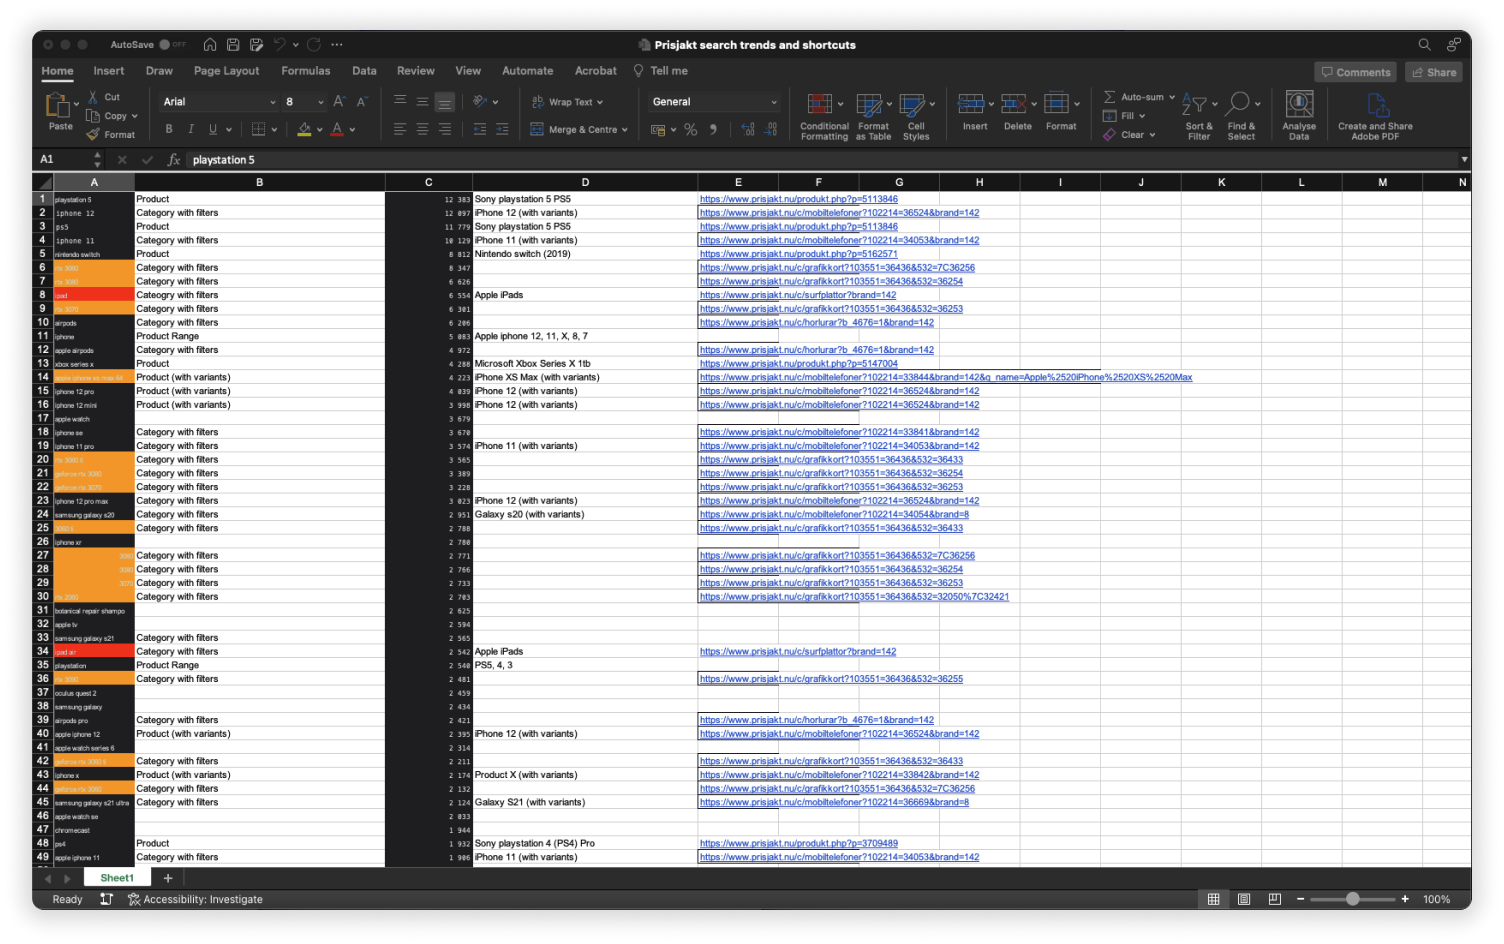 AutoSave OFF Prisjakt search trends and shortcuts
Home Insert Draw Page Layout Formulas Data Review View Automate Acrobat Tell me Comments Share
Paste Cut Copy Format Arial 8 Wrap Text Merge & Centre General Conditional Formatting Format as Table Cell Styles Insert Delete Format Auto-sum Fill Clear Sort & Filter Find & Select Analyse Data Create and Share Adobe PDF
A1 fx playstation 5
A B C D E F G H I J K L M N
1 playstation 5 Product 12 383 Sony playstation 5 PS5 https://www.prisjakt.nu/produkt.php?p=5113846
2 iphone 12 Category with filters 12 097 iPhone 12 (with variants) https://www.prisjakt.nu/c/mobiltelefoner?102214=36524&brand=142
3 ps5 Product 11 779 Sony playstation 5 PS5 https://www.prisjakt.nu/produkt.php?p=5113846
4 iphone 11 Category with filters 10 129 iPhone 11 (with variants) https://www.prisjakt.nu/c/mobiltelefoner?102214=34053&brand=142
5 nintendo switch Product 8 812 Nintendo switch (2019) https://www.prisjakt.nu/produkt.php?p=5162571
6 Category with filters 8 347 https://www.prisjakt.nu/c/grafikkort?103551=36436&532=7C36256
7 rtx 3080 Category with filters 6 626 https://www.prisjakt.nu/c/grafikkort?103551=36436&532=36254
8 ipad Categoory with filters 6 554 Apple iPads https://www.prisjakt.nu/c/surfplattor?brand=142
9 rtx 3070 Category with filters 6 301 https://www.prisjakt.nu/c/grafikkort?103551=36436&532=36253
10 airpods Category with filters 6 206 https://www.prisjakt.nu/c/horlurar?b_4676=1&brand=142
11 iphone Product Range 5 083 Apple iphone 12, 11, X, 8, 7
12 apple airpods Category with filters 4 972 https://www.prisjakt.nu/c/horlurar?b_4676=1&brand=142
13 xbox series x Product 4 288 Microsoft Xbox Series X 1tb https://www.prisjakt.nu/produkt.php?p=5147004
14 apple iphone xs max 64 Product (with variants) 4 223 iPhone XS Max (with variants) https://www.prisjakt.nu/c/mobiltelefoner?102214=33844&brand=142&q_name=Apple%2520iPhone%2520XS%2520Max
15 iphone 12 pro Product (with variants) 4 039 iPhone 12 (with variants) https://www.prisjakt.nu/c/mobiltelefoner?102214=36524&brand=142
16 iphone 12 mini Product (with variants) 3 998 iPhone 12 (with variants) https://www.prisjakt.nu/c/mobiltelefoner?102214=36524&brand=142
17 apple watch 3 679
18 iphone se Category with filters 3 670 https://www.prisjakt.nu/c/mobiltelefoner?102214=33841&brand=142
19 iphone 11 pro Category with filters 3 574 iPhone 11 (with variants) https://www.prisjakt.nu/c/mobiltelefoner?102214=34053&brand=142
20 rtx 3060 ti Category with filters 3 565 https://www.prisjakt.nu/c/grafikkort?103551=36436&532=36433
21 geforce rtx 3080 Category with filters 3 389 https://www.prisjakt.nu/c/grafikkort?103551=36436&532=36254
22 geforce rtx 3070 Category with filters 3 228 https://www.prisjakt.nu/c/grafikkort?103551=36436&532=36253
23 iphone 12 pro max Category with filters 3 023 iPhone 12 (with variants) https://www.prisjakt.nu/c/mobiltelefoner?102214=36524&brand=142
24 samsung galaxy s20 Category with filters 2 951 Galaxy s20 (with variants) https://www.prisjakt.nu/c/mobiltelefoner?102214=34054&brand=8
25 3060 ti Category with filters 2 788 https://www.prisjakt.nu/c/grafikkort?103551=36436&532=36433
26 iphone xr 2 780
27 Category with filters 2 771 https://www.prisjakt.nu/c/grafikkort?103551=36436&532=7C36256
28 3080 Category with filters 2 766 https://www.prisjakt.nu/c/grafikkort?103551=36436&532=36254
29 3070 Category with filters 2 733 https://www.prisjakt.nu/c/grafikkort?103551=36436&532=36253
30 Category with filters 2 703 https://www.prisjakt.nu/c/grafikkort?103551=36436&532=32050%7C32421
31 botanical repair shampo 2 625
32 apple tv 2 594
33 samsung galaxy s21 Category with filters 2 565
34 ipad air Category with filters 2 542 Apple iPads https://www.prisjakt.nu/c/surfplattor?brand=142
35 playstation Product Range 2 540 PS5, 4, 3
36 Category with filters 2 481 https://www.prisjakt.nu/c/grafikkort?103551=36436&532=36255
37 oculus quest 2 2 459
38 samsung galaxy 2 434
39 airpods pro Category with filters 2 421 https://www.prisjakt.nu/c/horlurar?b_4676=1&brand=142
40 apple iphone 12 Product (with variants) 2 395 iPhone 12 (with variants) https://www.prisjakt.nu/c/mobiltelefoner?102214=36524&brand=142
41 apple watch series 6 2 314
42 geforce rtx 3060 ti Category with filters 2 211 https://www.prisjakt.nu/c/grafikkort?103551=36436&532=36433
43 iphone x Product (with variants) 2 174 Product X (with variants) https://www.prisjakt.nu/c/mobiltelefoner?102214=33842&brand=142
44 geforce rtx Category with filters 2 132 https://www.prisjakt.nu/c/grafikkort?103551=36436&532=7C36256
45 samsung galaxy s21 ultra Category with filters 2 124 Galaxy S21 (with variants) https://www.prisjakt.nu/c/mobiltelefoner?102214=36669&brand=8
46 apple watch se 2 033
47 chromecast 1 944
48 ps4 Product 1 932 Sony playstation 4 (PS4) Pro https://www.prisjakt.nu/produkt.php?p=3709489
49 apple iphone 11 Category with filters 1 906 iPhone 11 (with variants) https://www.prisjakt.nu/c/mobiltelefoner?102214=34053&brand=142
Sheet1
Ready Accessibility: Investigate 100%